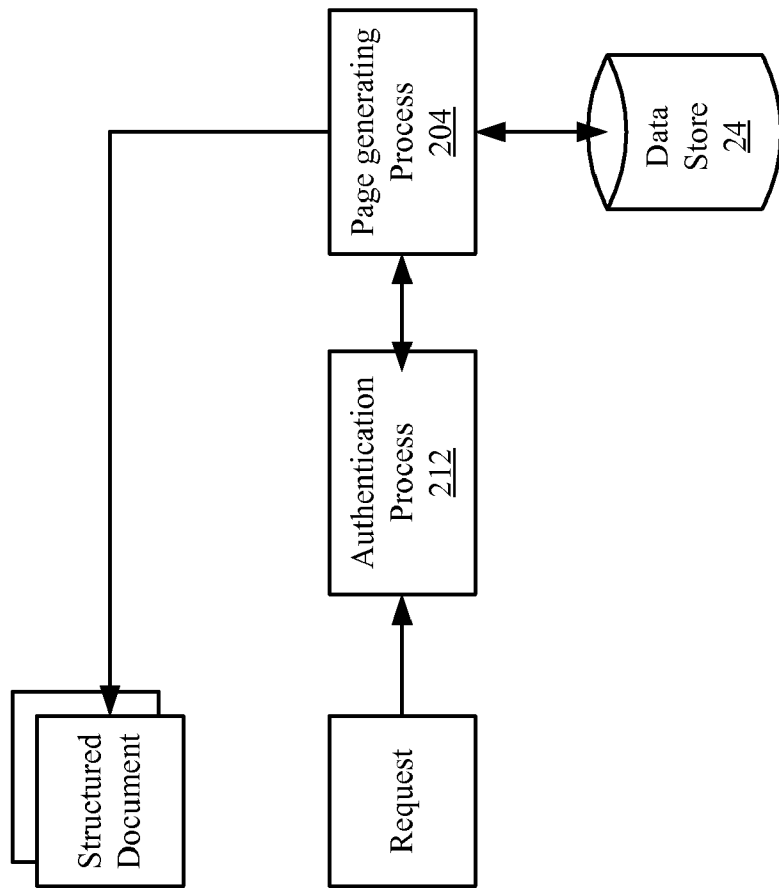 Structured
Document
Request
Authentication
Process
212
Page generating
Process
204
Data
Store
24